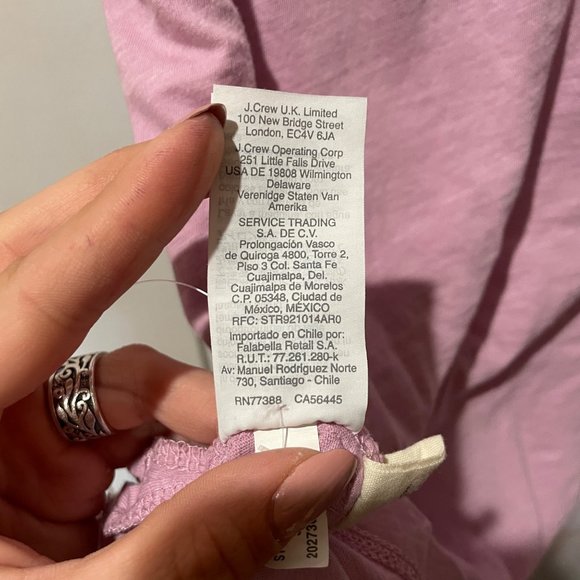 J.Crew U.K. Limited
100 New Bridge Street
London, EC4V 6JA
J.Crew Operating Corp
251 Little Falls Drive
USA DE 19808 Wilmington
Delaware
Verenidge Staten Van
Amerika
SERVICE TRADING
S.A. DE C.V.
Prolongación Vasco
de Quiroga 4800, Torre 2,
Piso 3 Col. Santa Fe
Cuajimalpa, Del.
Cuajimalpa de Morelos
C.P. 05348, Ciudad de
México, MÉXICO
RFC: STR921014AR0
Importado en Chile por:
Falabella Retail S.A.
R.U.T.: 77.261.280-k
Av: Manuel Rodriguez Norte
730, Santiago - Chile
RN77388 CA56445